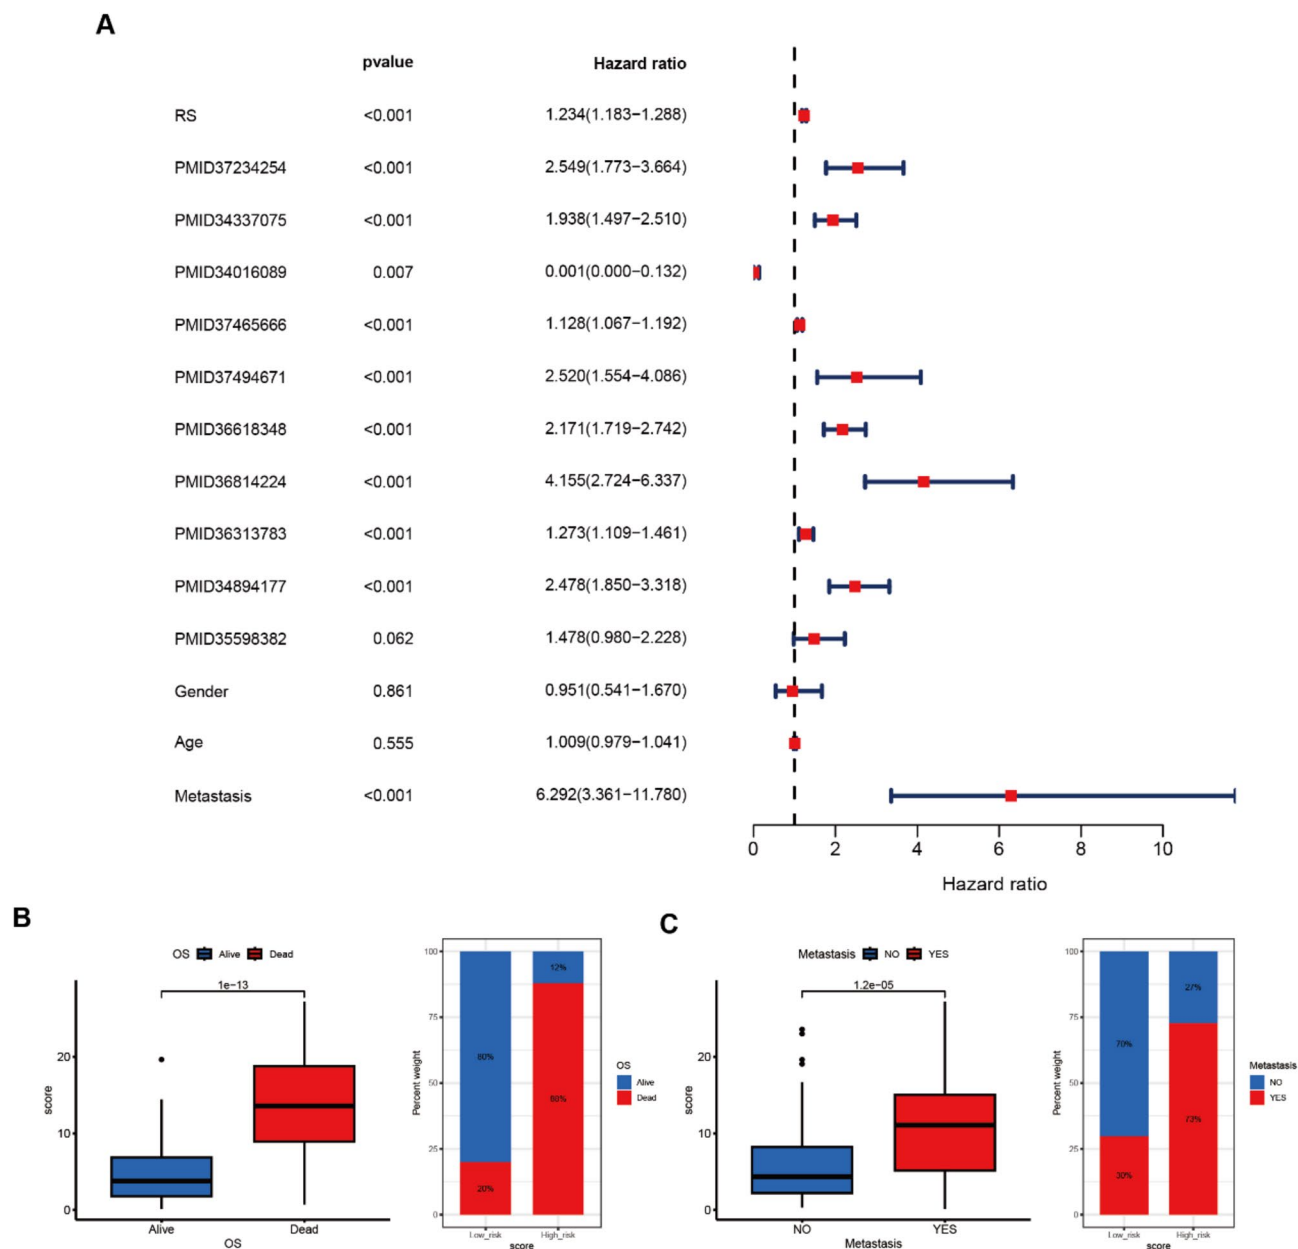 A
pvalue Hazard ratio
RS <0.001 1.234(1.183−1.288)
PMID37234254 <0.001 2.549(1.773−3.664)
PMID34337075 <0.001 1.938(1.497−2.510)
PMID34016089 0.007 0.001(0.000−0.132)
PMID37465666 <0.001 1.128(1.067−1.192)
PMID37494671 <0.001 2.520(1.554−4.086)
PMID36618348 <0.001 2.171(1.719−2.742)
PMID36814224 <0.001 4.155(2.724−6.337)
PMID36313783 <0.001 1.273(1.109−1.461)
PMID34894177 <0.001 2.478(1.850−3.318)
PMID35598382 0.062 1.478(0.980−2.228)
Gender 0.861 0.951(0.541−1.670)
Age 0.555 1.009(0.979−1.041)
Metastasis <0.001 6.292(3.361−11.780)
0 2 4 6 8 10
Hazard ratio
B
OS Alive Dead
1e−13
score
20
10
0
Alive Dead
OS
Percent weight
100
75
50
25
0
12%
80%
88%
20%
Low_risk High_risk
score
OS
Alive
Dead
C
Metastasis NO YES
1.2e−05
score
20
10
0
NO YES
Metastasis
Percent weight
100
75
50
25
0
27%
70%
73%
30%
Low_risk High_risk
score
Metastasis
NO
YES